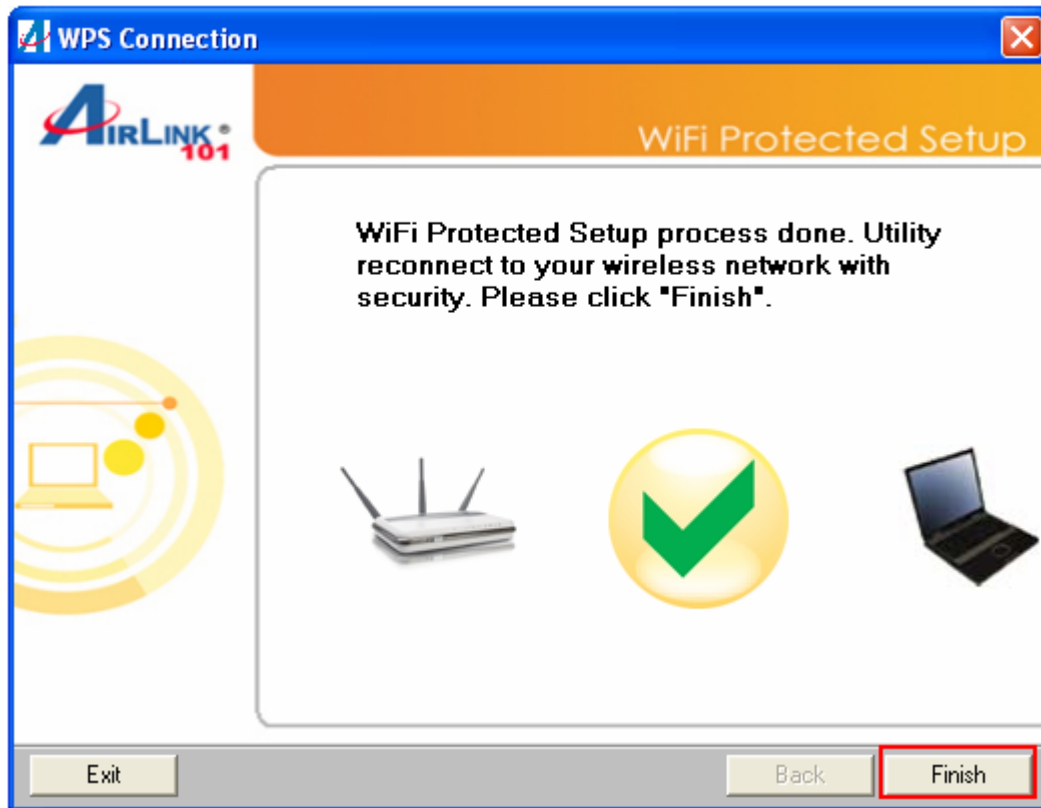 WPS Connection
AIRLINK®
101
WiFi Protected Setup
WiFi Protected Setup process done. Utility
reconnect to your wireless network with
security. Please click "Finish".
Exit
Back
Finish